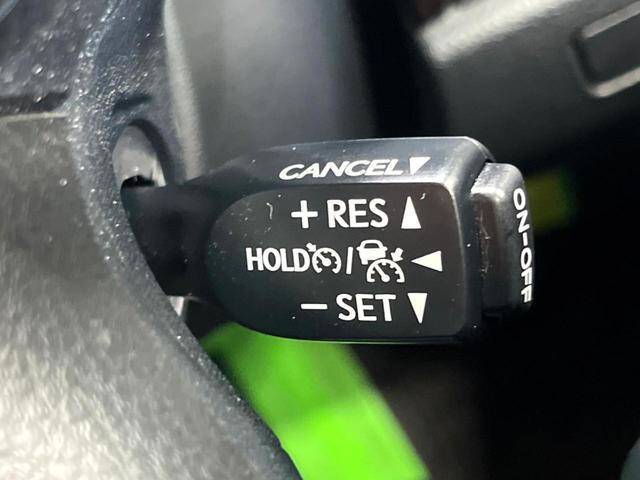 CANCEL▼
+ RES ▲
HOLD / ◀
− SET ▼
ON-OFF